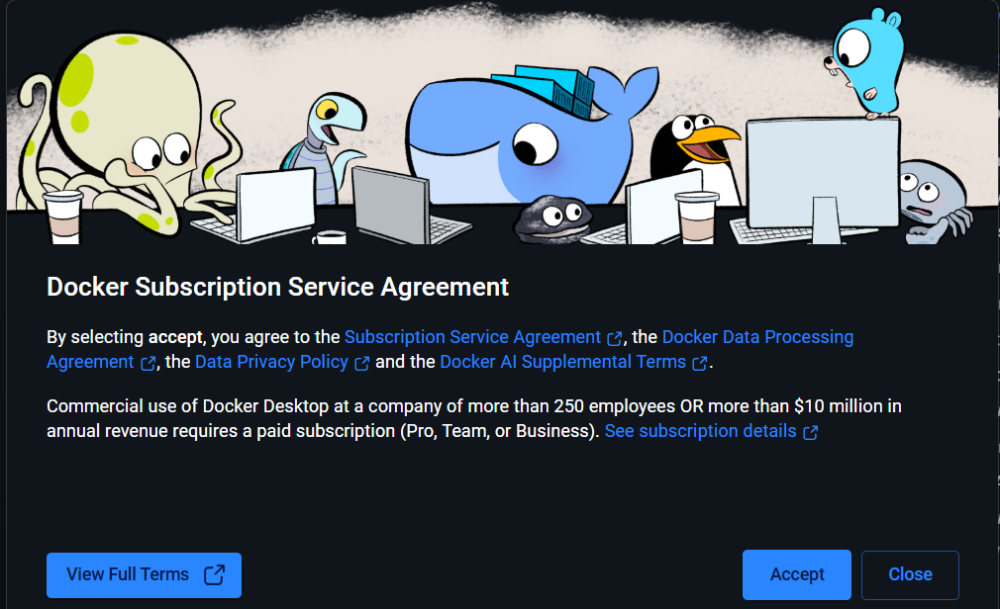 Docker Subscription Service Agreement
By selecting accept, you agree to the Subscription Service Agreement, the Docker Data Processing
Agreement, the Data Privacy Policy and the Docker AI Supplemental Terms.
Commercial use of Docker Desktop at a company of more than 250 employees OR more than $10 million in
annual revenue requires a paid subscription (Pro, Team, or Business). See subscription details
View Full Terms
Accept
Close